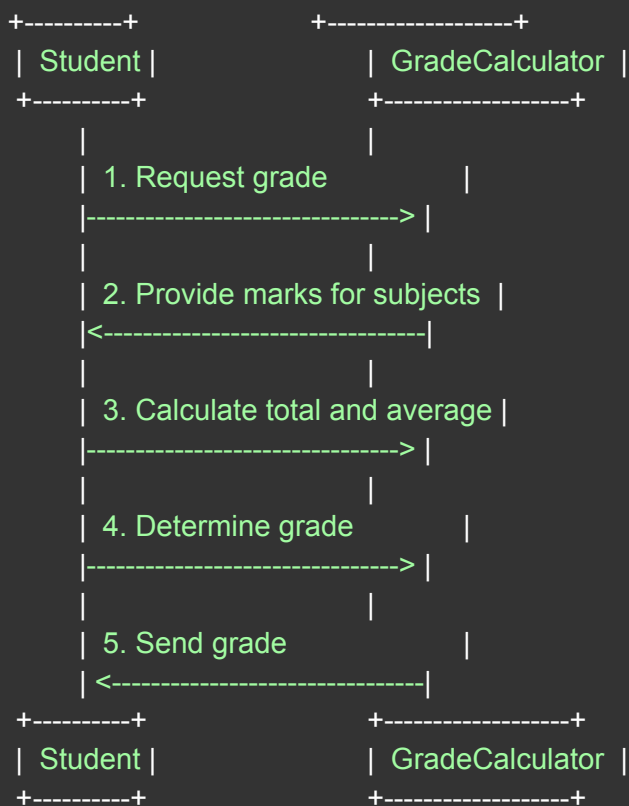 +----------+                    +-------------------+
|  Student |                          |  GradeCalculator  |
+----------+                          +-------------------+
       |                            |
       |  1. Request grade              |
       |--------------------------------> |
       |                            |
       |  2. Provide marks for subjects  |
       |<---------------------------------|
       |                            |
       |  3. Calculate total and average |
       |--------------------------------> |
       |                            |
       |  4. Determine grade            |
       |--------------------------------> |
       |                            |
       |  5. Send grade                  |
       | <--------------------------------|
+----------+                       +-------------------+
|  Student |                          |  GradeCalculator  |
+----------+                       +-------------------+